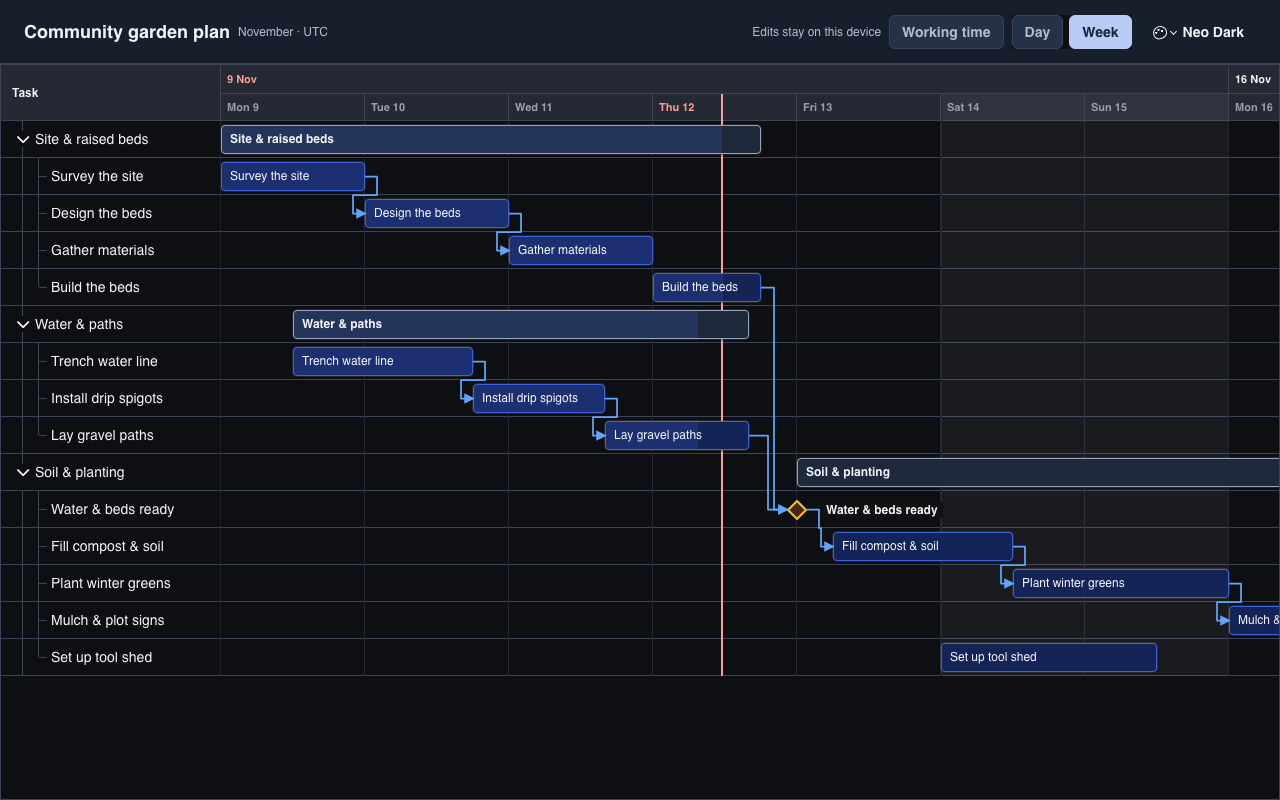 Community garden plan November · UTC
Edits stay on this device
Working time
Day
Week
Neo Dark
Task
9 Nov
16 Nov
Mon 9
Tue 10
Wed 11
Thu 12
Fri 13
Sat 14
Sun 15
Mon 16
Site & raised beds
Site & raised beds
Survey the site
Survey the site
Design the beds
Design the beds
Gather materials
Gather materials
Build the beds
Build the beds
Water & paths
Water & paths
Trench water line
Trench water line
Install drip spigots
Install drip spigots
Lay gravel paths
Lay gravel paths
Soil & planting
Soil & planting
Water & beds ready
Water & beds ready
Fill compost & soil
Fill compost & soil
Plant winter greens
Plant winter greens
Mulch & plot signs
Mulch &
Set up tool shed
Set up tool shed